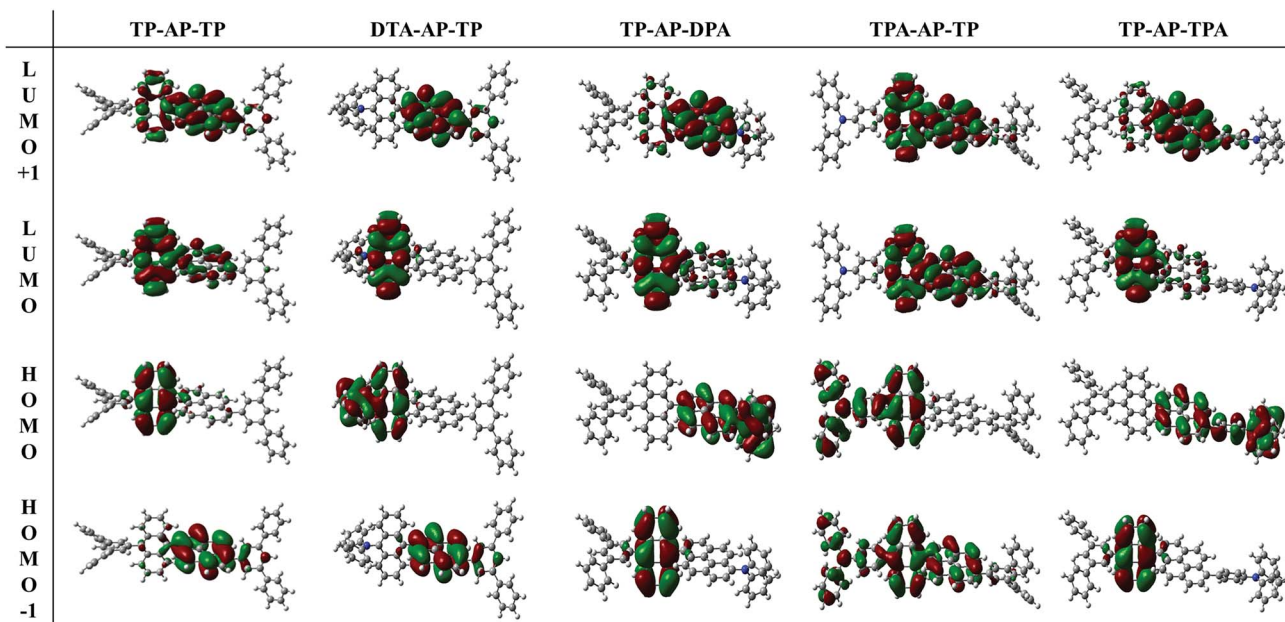 TP-AP-TP DTA-AP-TP TP-AP-DPA TPA-AP-TP TP-AP-TPA
L
U
M
O
+1
L
U
M
O
H
O
M
O
H
O
M
O
-1